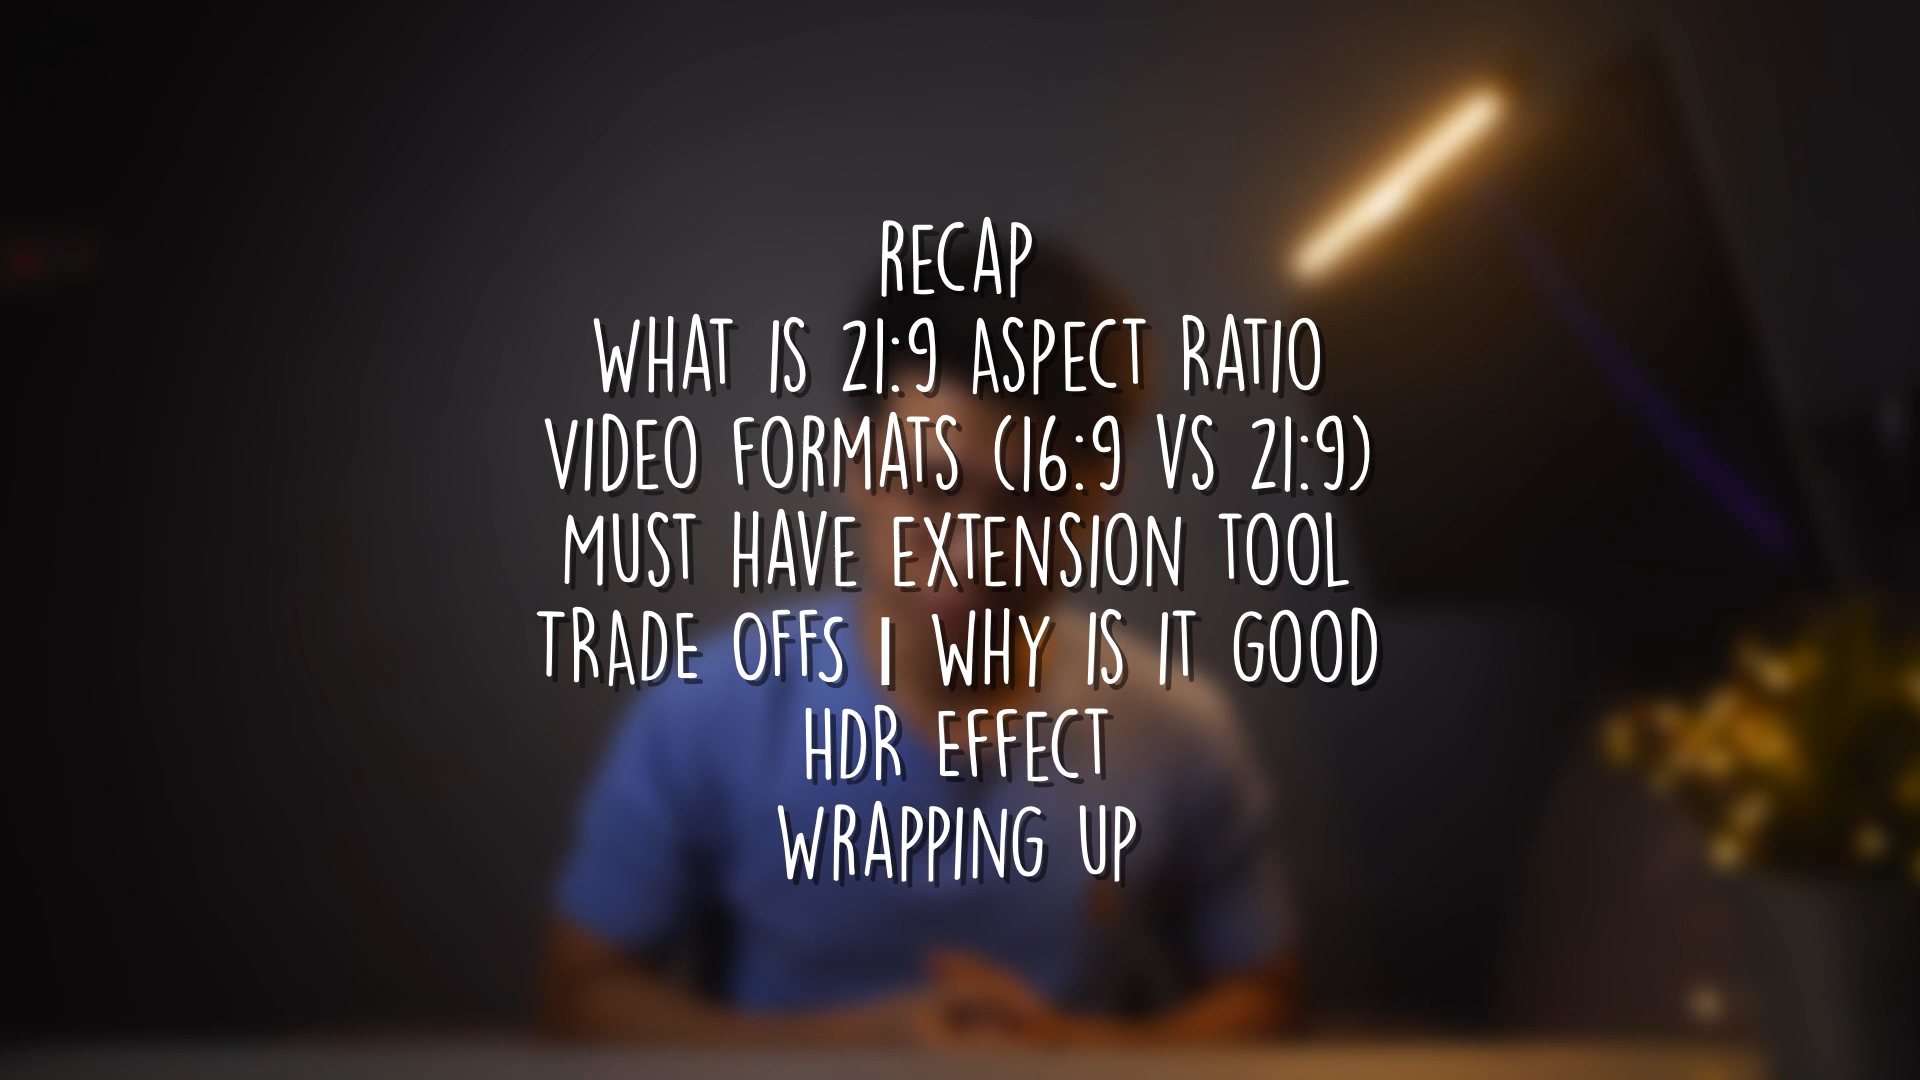 RECAP
WHAT IS 21:9 ASPECT RATIO
VIDEO FORMATS (16:9 VS 21:9)
MUST HAVE EXTENSION TOOL
TRADE OFFS | WHY IS IT GOOD
HDR EFFECT
WRAPPING UP